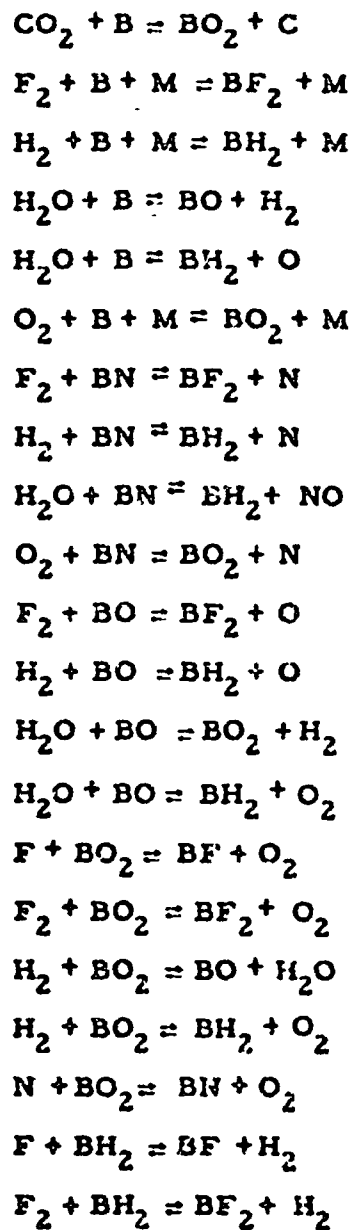 CO₂ + B ⇌ BO₂ + C
F₂ + B + M ⇌ BF₂ + M
H₂ + B + M ⇌ BH₂ + M
H₂O + B ⇌ BO + H₂
H₂O + B ⇌ BH₂ + O
O₂ + B + M ⇌ BO₂ + M
F₂ + BN ⇌ BF₂ + N
H₂ + BN ⇌ BH₂ + N
H₂O + BN ⇌ BH₂ + NO
O₂ + BN ⇌ BO₂ + N
F₂ + BO ⇌ BF₂ + O
H₂ + BO ⇌ BH₂ + O
H₂O + BO ⇌ BO₂ + H₂
H₂O + BO ⇌ BH₂ + O₂
F + BO₂ ⇌ BF + O₂
F₂ + BO₂ ⇌ BF₂ + O₂
H₂ + BO₂ ⇌ BO + H₂O
H₂ + BO₂ ⇌ BH₂ + O₂
N + BO₂ ⇌ BN + O₂
F + BH₂ ⇌ BF + H₂
F₂ + BH₂ ⇌ BF₂ + H₂